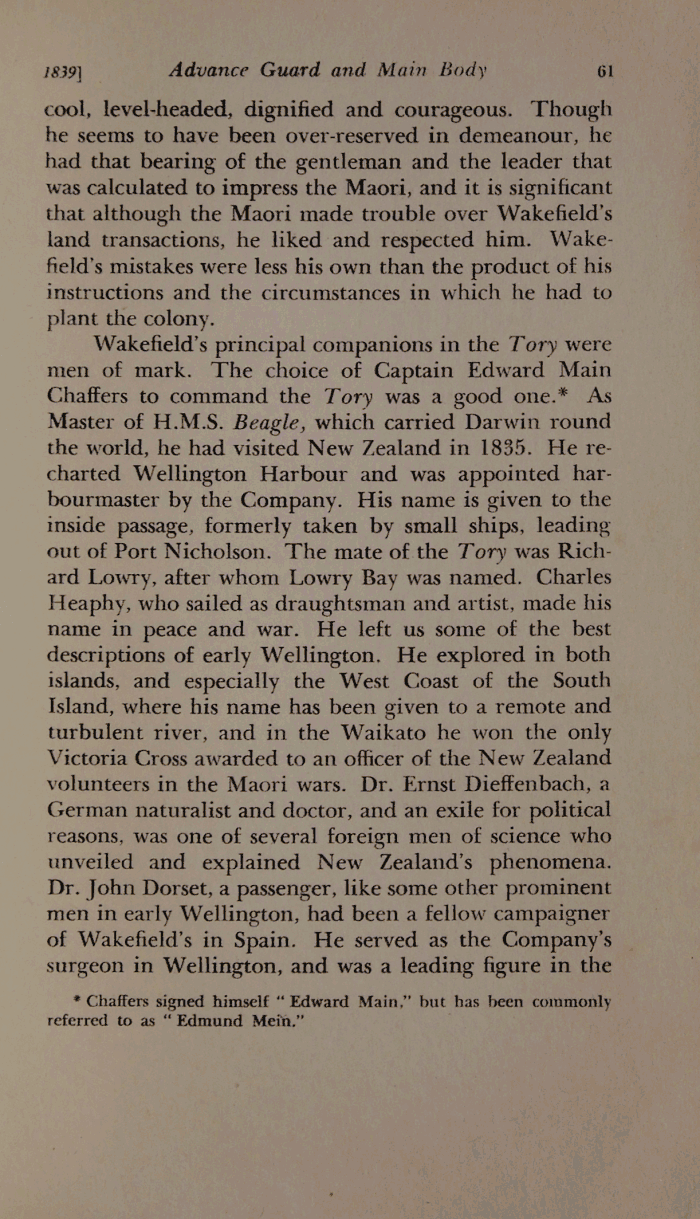 1839] Advance Guard and Main Body 61
cool, level-headed, dignified and courageous. Though
he seems to have been over-reserved in demeanour, he
had that bearing of the gentleman and the leader that
was calculated to impress the Maori, and it is significant
that although the Maori made trouble over Wakefield's
land transactions, he liked and respected him. Wake-
field's mistakes were less his own than the product of his
instructions and the circumstances in which he had to
plant the colony.
Wakefield's principal companions in the Tory were
men of mark. The choice of Captain Edward Main
Chaffers to command the Tory was a good one.* As
Master of H.M.S. Beagle, which carried Darwin round
the world, he had visited New Zealand in 1835. He re-
charted Wellington Harbour and was appointed har-
bourmaster by the Company. His name is given to the
inside passage, formerly taken by small ships, leading
out of Port Nicholson. The mate of the Tory was Rich-
ard Lowry, after whom Lowry Bay was named. Charles
Heaphy, who sailed as draughtsman and artist, made his
name in peace and war. He left us some of the best
descriptions of early Wellington. He explored in both
islands, and especially the West Coast of the South
Island, where his name has been given to a remote and
turbulent river, and in the Waikato he won the only
Victoria Cross awarded to an officer of the New Zealand
volunteers in the Maori wars. Dr. Ernst Dieffenbach, a
German naturalist and doctor, and an exile for political
reasons, was one of several foreign men of science who
unveiled and explained New Zealand's phenomena.
Dr. John Dorset, a passenger, like some other prominent
men in early Wellington, had been a fellow campaigner
of Wakefield's in Spain. He served as the Company's
surgeon in Wellington, and was a leading figure in the
* Chaffers signed himself " Edward Main," but has been commonly
referred to as " Edmund Mein."